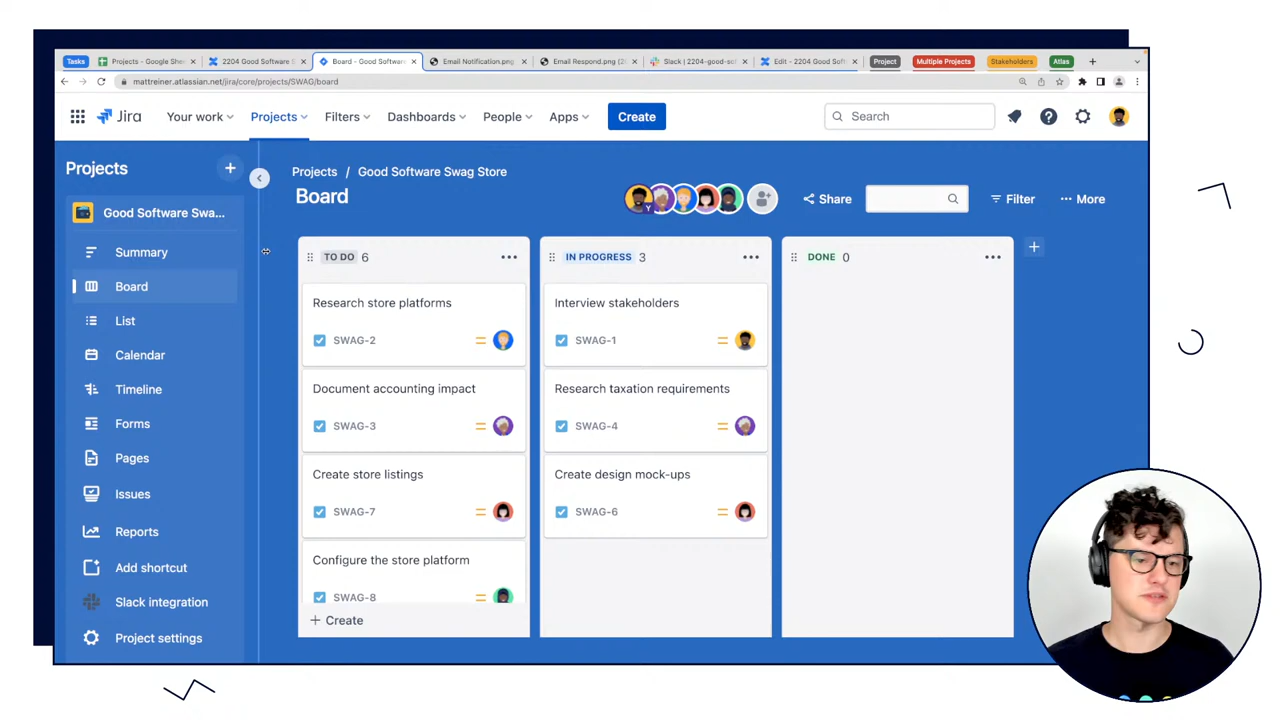 Tasks
Projects - Google She
2204 Good Software S
Board - Good Software
Email Notification.png
Email Respond.png (20
Slack | 2204-good-sof
Edit - 2204 Good Soft
Project
Multiple Projects
Stakeholders
Atlas
mattreiner.atlassian.net/jira/core/projects/SWAG/board
Jira
Your work
Projects
Filters
Dashboards
People
Apps
Create
Search
Projects
Good Software Swa...
Summary
Board
List
Calendar
Timeline
Forms
Pages
Issues
Reports
Add shortcut
Slack integration
Project settings
Projects / Good Software Swag Store
Board
Y
Share
Filter
More
TO DO 6
Research store platforms
SWAG-2
Document accounting impact
SWAG-3
Create store listings
SWAG-7
Configure the store platform
SWAG-8
+ Create
IN PROGRESS 3
Interview stakeholders
SWAG-1
Research taxation requirements
SWAG-4
Create design mock-ups
SWAG-6
DONE 0